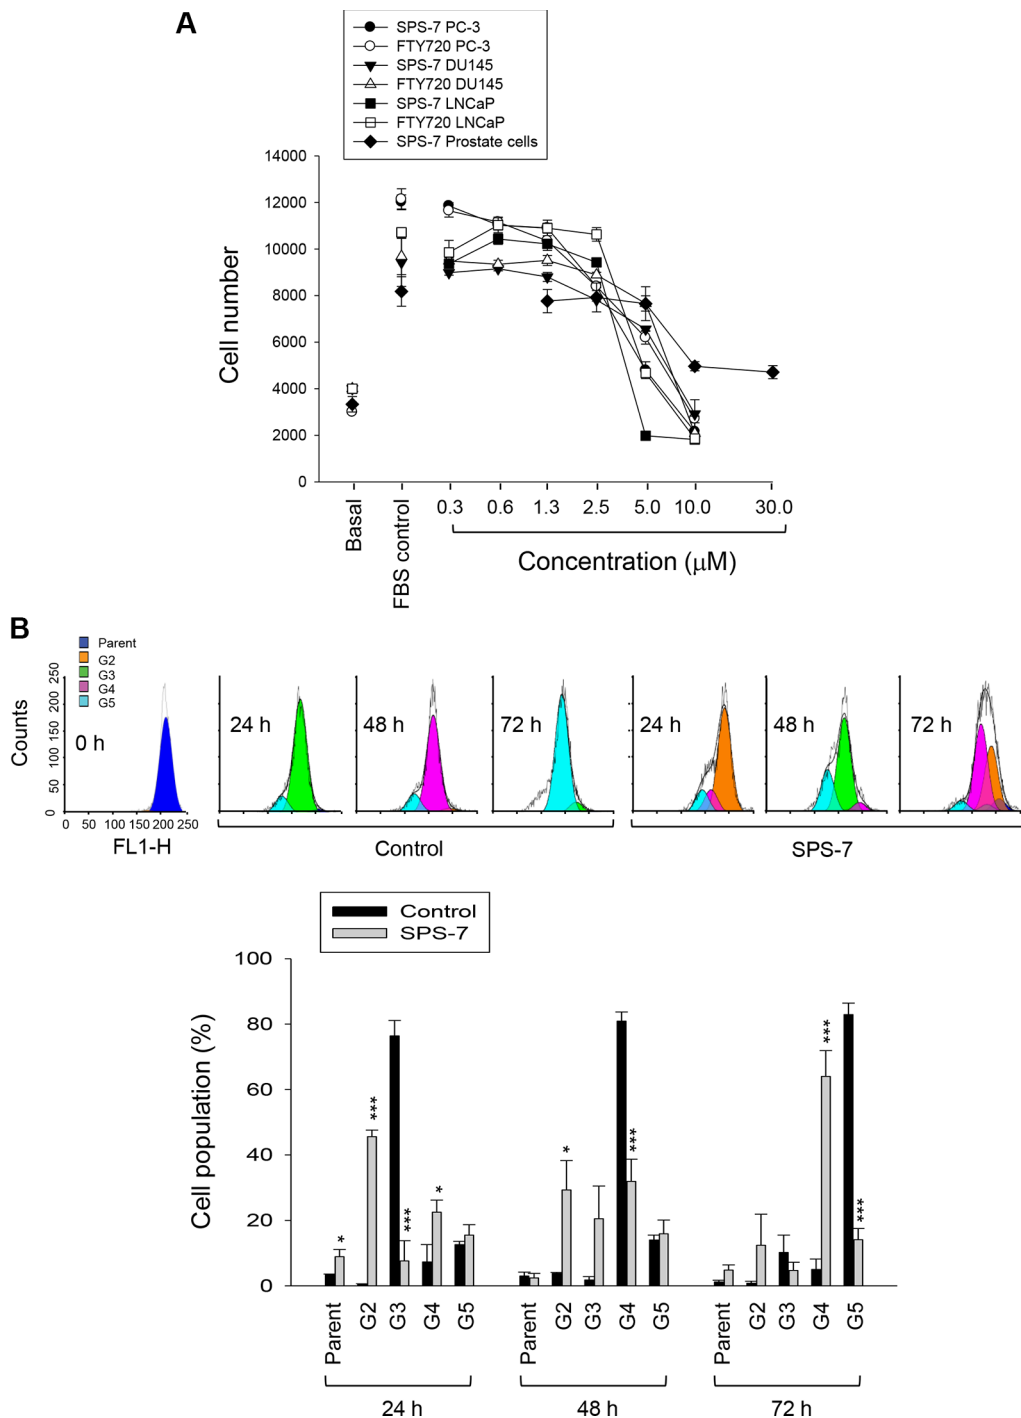 A
SPS-7 PC-3
FTY720 PC-3
SPS-7 DU145
FTY720 DU145
SPS-7 LNCaP
FTY720 LNCaP
SPS-7 Prostate cells
Cell number
14000
12000
10000
8000
6000
4000
2000
0
Basal
FBS control
0.3 0.6 1.3 2.5 5.0 10.0 30.0
Concentration (μM)
B
Parent
G2
G3
G4
G5
Counts
250
200
150
100
50
0
0 h
0 50 100 150 200 250
FL1-H
24 h 48 h 72 h
Control
24 h 48 h 72 h
SPS-7
Control
SPS-7
Cell population (%)
100
80
60
40
20
0
* *** *** * * *** *** ***
Parent G2 G3 G4 G5 Parent G2 G3 G4 G5 Parent G2 G3 G4 G5
24 h 48 h 72 h